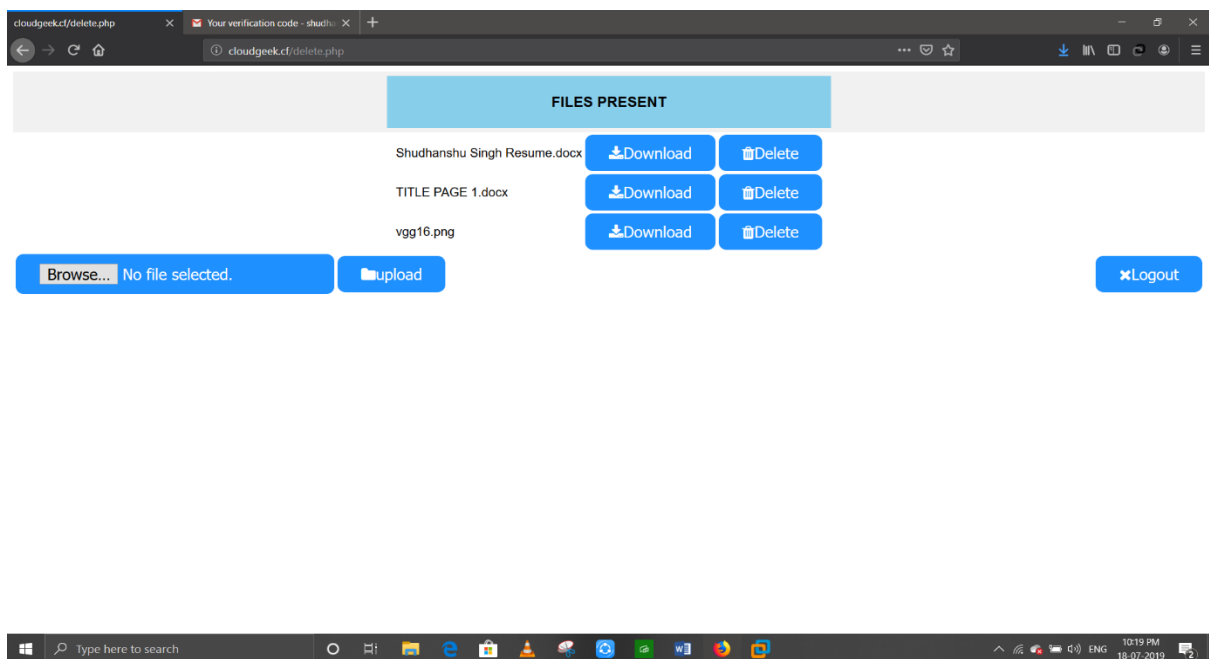 cloudgeek.cf/delete.php
Your verification code - shudha
cloudgeek.cf/delete.php
FILES PRESENT
Shudhanshu Singh Resume.docx Download Delete
TITLE PAGE 1.docx Download Delete
vgg16.png Download Delete
Browse... No file selected. upload Logout
Type here to search
ENG
10:19 PM
18-07-2019
2